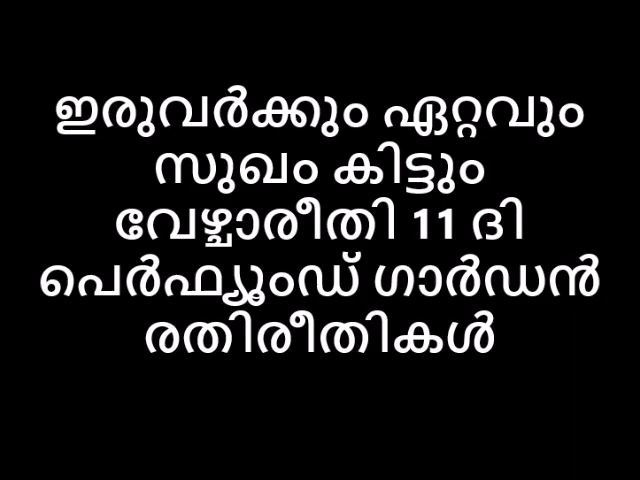 ഇരുവർക്കും ഏറ്റവും
സുഖം കിട്ടും
വേഴ്ചാരീതി 11 ദി
പെർഫ്യൂംഡ് ഗാർഡൻ
രതിരീതികൾ